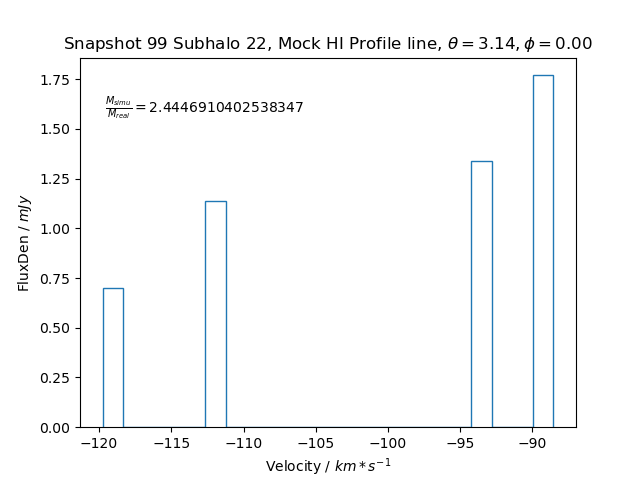 Snapshot 99 Subhalo 22, Mock HI Profile line, θ = 3.14, ϕ = 0.00
M_simu/M_real = 2.4446910402538347
FluxDen / mJy
1.75
1.50
1.25
1.00
0.75
0.50
0.25
0.00
−120 −115 −110 −105 −100 −95 −90
Velocity / km * s⁻¹